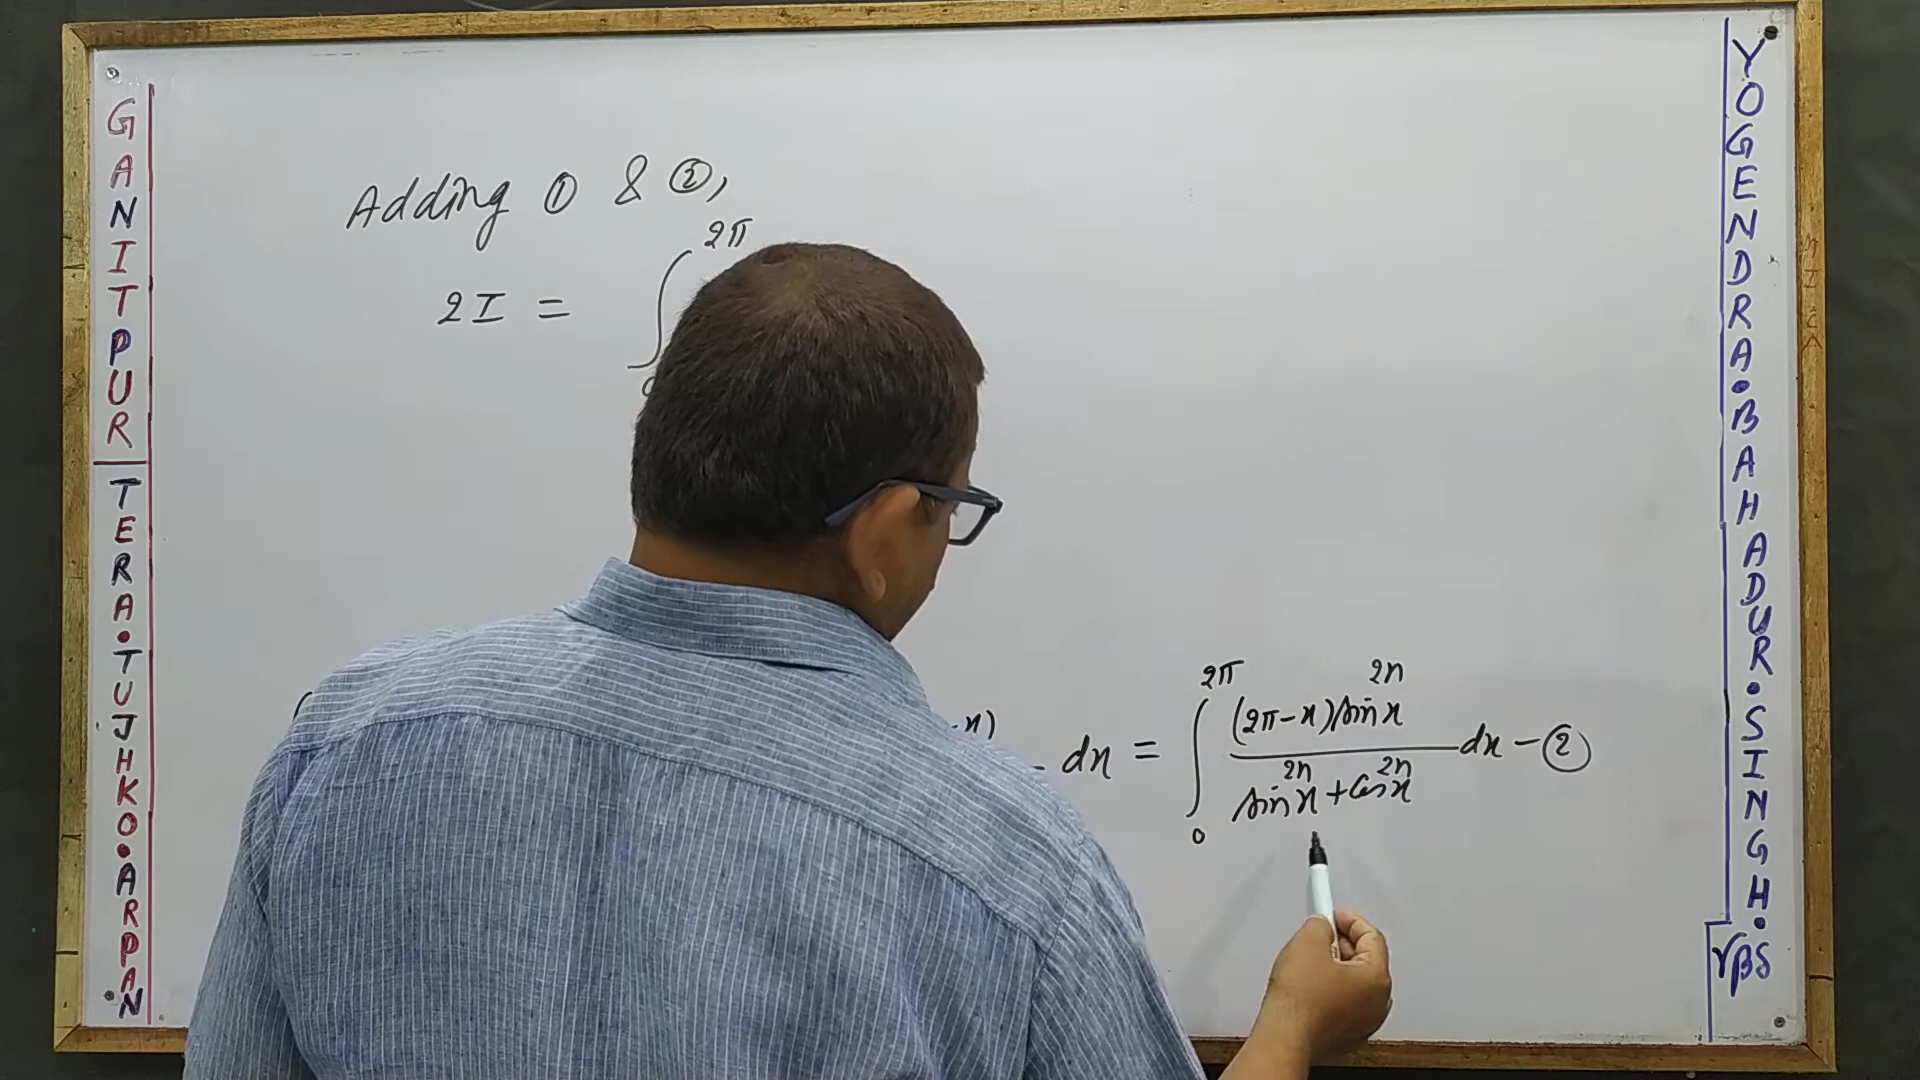 GANITPUR
TERA•TUJHKO•ARPAN
Adding ① & ②,
2I = ∫ 2π
-x)
dx = ∫₀^{2π} (2π-x)sin^{2n}x / (sin^{2n}x + cos^{2n}x) dx - ②
YOGENDRA•BAHADUR•SINGH•
γβS